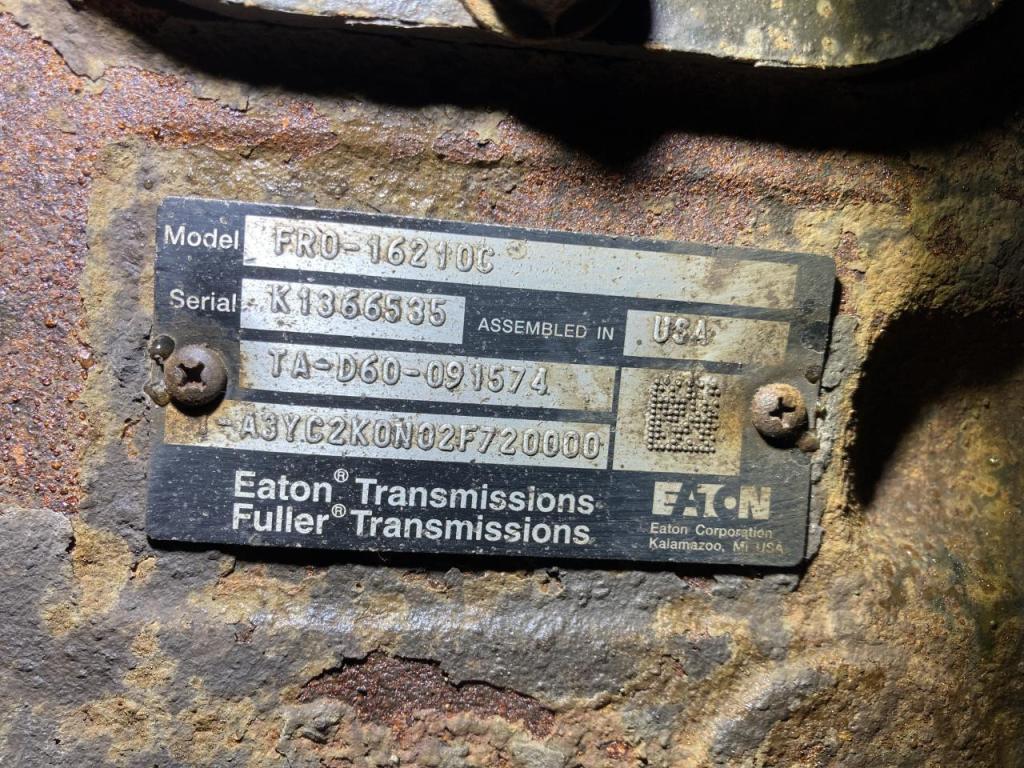 Model FRO-16210C
Serial K1366535 ASSEMBLED IN USA
TA-D60-091574
A3YC2K0N02F720000
Eaton® Transmissions
Fuller® Transmissions
EATON
Eaton Corporation
Kalamazoo, MI USA